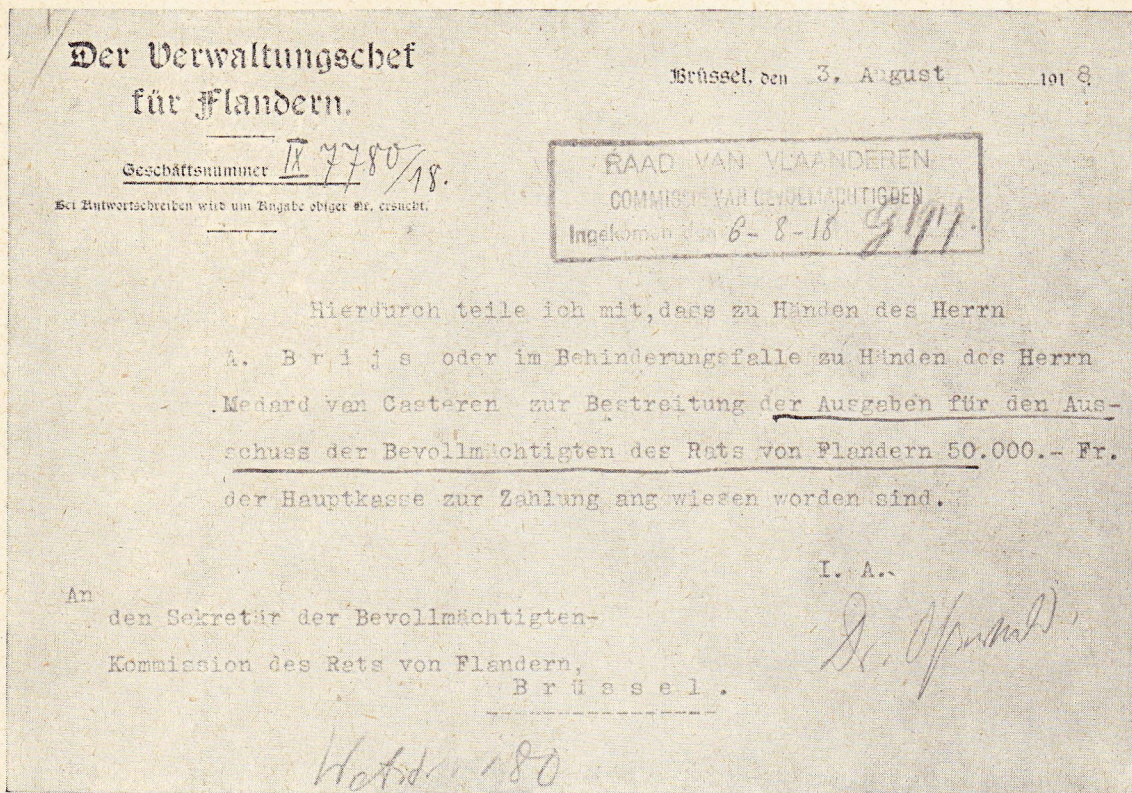 Der Verwaltungschef
für Flandern.
Geschäftsnummer IX 7780/18.
Bei Antwortschreiben wird um Angabe obiger Nr. ersucht.
Brüssel, den 3. August 1918
RAAD VAN VLAANDEREN
COMMISSIE VAN GEVOLMACHTIGDEN
Ingekomen den 6-8-18
Hierdurch teile ich mit,dass zu Händen des Herrn
A. B r i j s oder im Behinderungsfalle zu Händen des Herrn
Medard van Casteren zur Bestreitung der Ausgaben für den Aus-
schuss der Bevollmächtigten des Rats von Flandern 50.000.- Fr.
der Hauptkasse zur Zahlung ang wiesen worden sind.
I. A.
An
den Sekretär der Bevollmächtigten-
Kommission des Rats von Flandern,
B r ü s s e l .
Dr.
180